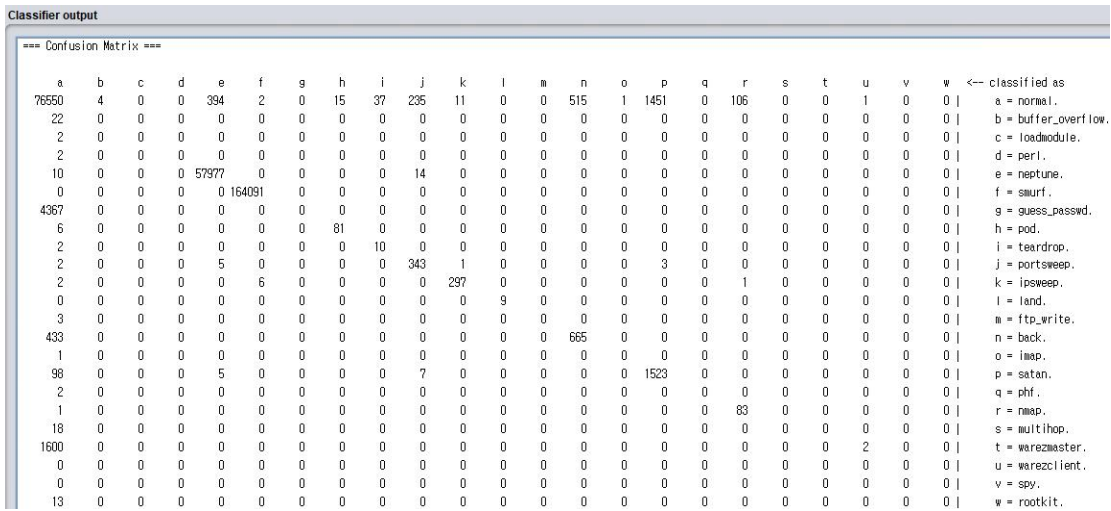 Classifier output
=== Confusion Matrix ===
a b c d e f g h i j k l m n o p q r s t u v w <-- classified as
76550 4 0 0 394 2 0 15 37 235 11 0 0 515 1 1451 0 106 0 0 1 0 0 | a = normal.
22 0 0 0 0 0 0 0 0 0 0 0 0 0 0 0 0 0 0 0 0 0 0 | b = buffer_overflow.
2 0 0 0 0 0 0 0 0 0 0 0 0 0 0 0 0 0 0 0 0 0 0 | c = loadmodule.
2 0 0 0 0 0 0 0 0 0 0 0 0 0 0 0 0 0 0 0 0 0 0 | d = perl.
10 0 0 0 57977 0 0 0 0 14 0 0 0 0 0 0 0 0 0 0 0 0 0 | e = neptune.
0 0 0 0 0 164091 0 0 0 0 0 0 0 0 0 0 0 0 0 0 0 0 0 | f = smurf.
4367 0 0 0 0 0 0 0 0 0 0 0 0 0 0 0 0 0 0 0 0 0 0 | g = guess_passwd.
6 0 0 0 0 0 0 81 0 0 0 0 0 0 0 0 0 0 0 0 0 0 0 | h = pod.
2 0 0 0 0 0 0 0 10 0 0 0 0 0 0 0 0 0 0 0 0 0 0 | i = teardrop.
2 0 0 0 5 0 0 0 0 343 1 0 0 0 0 3 0 0 0 0 0 0 0 | j = portsweep.
2 0 0 0 0 6 0 0 0 0 297 0 0 0 0 0 0 1 0 0 0 0 0 | k = ipsweep.
0 0 0 0 0 0 0 0 0 0 0 9 0 0 0 0 0 0 0 0 0 0 0 | l = land.
3 0 0 0 0 0 0 0 0 0 0 0 0 0 0 0 0 0 0 0 0 0 0 | m = ftp_write.
433 0 0 0 0 0 0 0 0 0 0 0 0 665 0 0 0 0 0 0 0 0 0 | n = back.
1 0 0 0 0 0 0 0 0 0 0 0 0 0 0 0 0 0 0 0 0 0 0 | o = imap.
98 0 0 0 5 0 0 0 0 7 0 0 0 0 0 1523 0 0 0 0 0 0 0 | p = satan.
2 0 0 0 0 0 0 0 0 0 0 0 0 0 0 0 0 0 0 0 0 0 0 | q = phf.
1 0 0 0 0 0 0 0 0 0 0 0 0 0 0 0 0 83 0 0 0 0 0 | r = nmap.
18 0 0 0 0 0 0 0 0 0 0 0 0 0 0 0 0 0 0 0 0 0 0 | s = multihop.
1600 0 0 0 0 0 0 0 0 0 0 0 0 0 0 0 0 0 0 0 2 0 0 | t = warezmaster.
0 0 0 0 0 0 0 0 0 0 0 0 0 0 0 0 0 0 0 0 0 0 0 | u = warezclient.
0 0 0 0 0 0 0 0 0 0 0 0 0 0 0 0 0 0 0 0 0 0 0 | v = spy.
13 0 0 0 0 0 0 0 0 0 0 0 0 0 0 0 0 0 0 0 0 0 0 | w = rootkit.